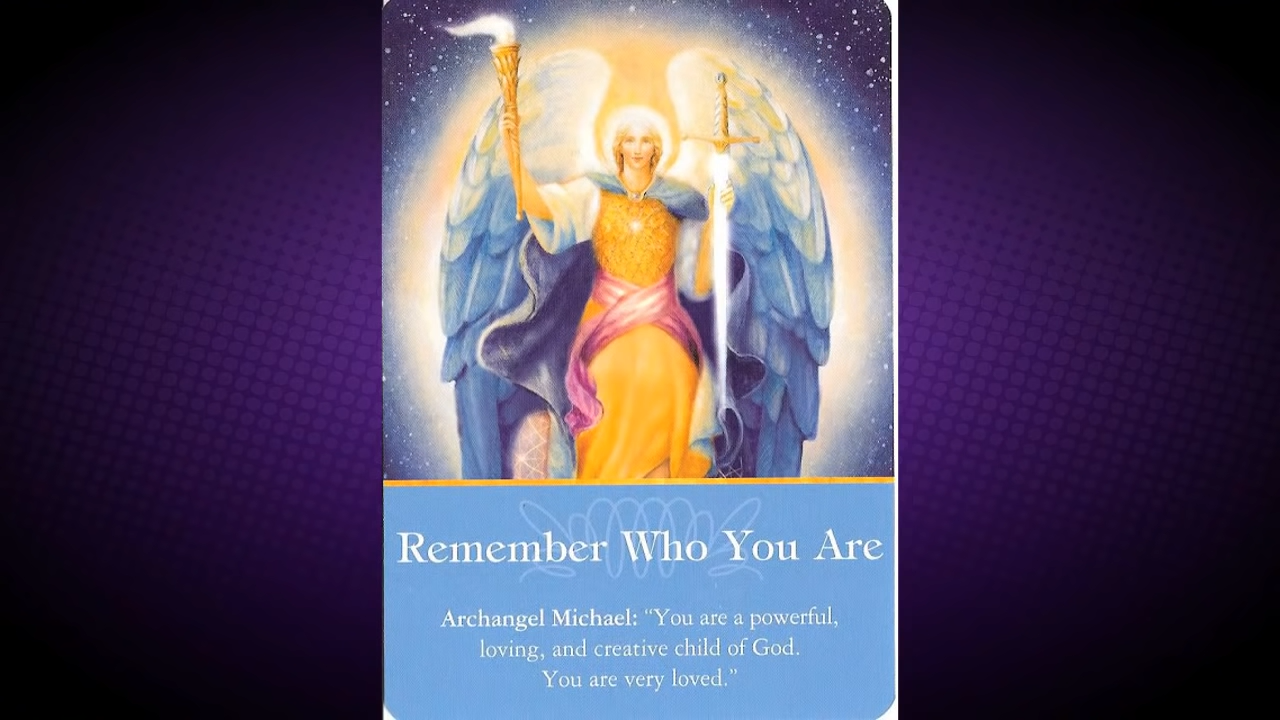 Remember Who You Are
Archangel Michael: “You are a powerful,
loving, and creative child of God.
You are very loved.”